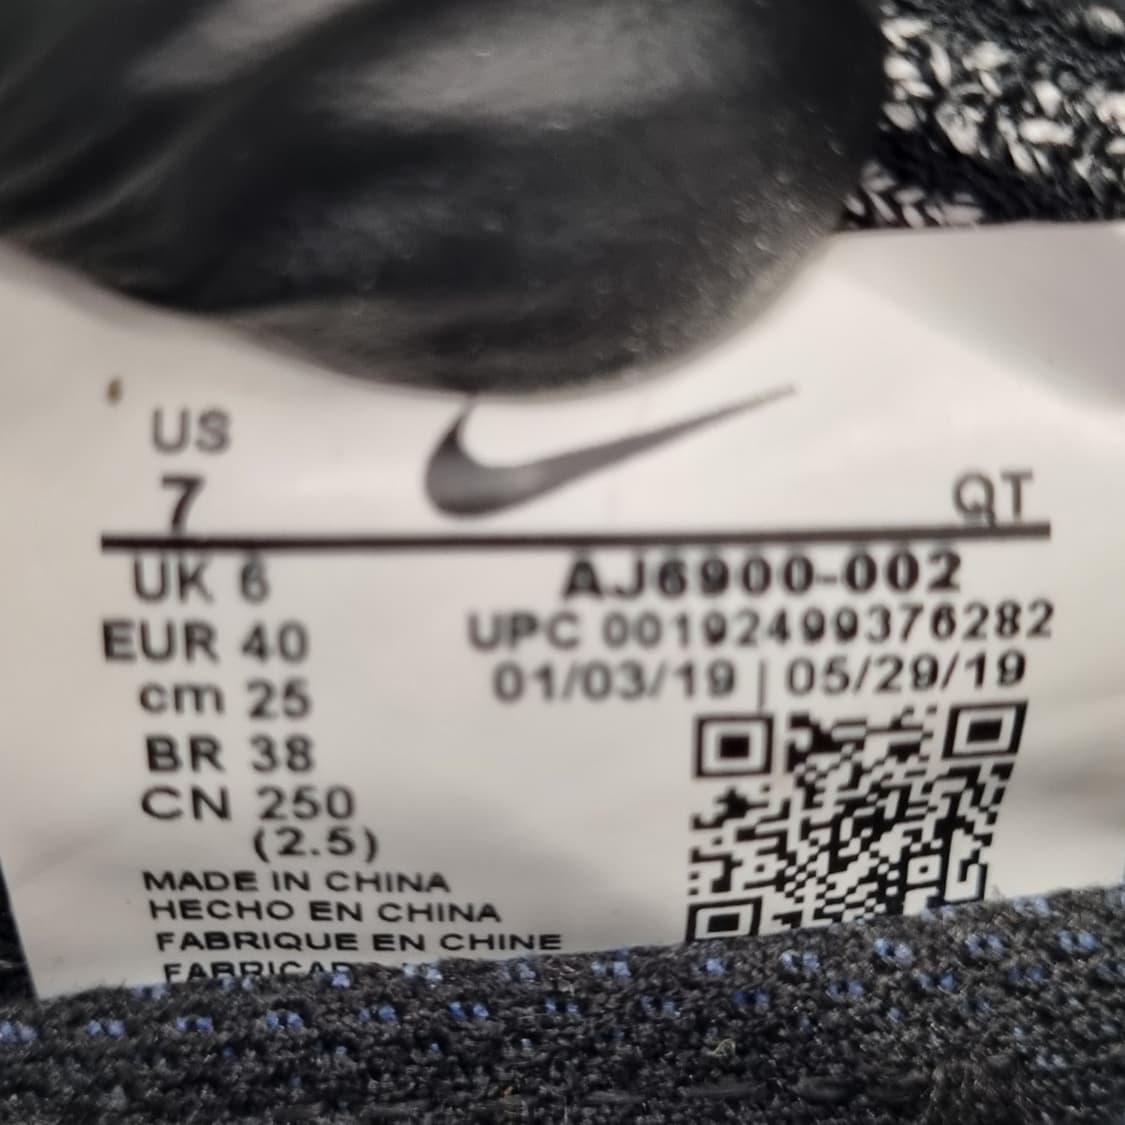 US
7
QT
UK 6
AJ6900-002
EUR 40
UPC 00192499376282
cm 25
01/03/19 | 05/29/19
BR 38
CN 250
(2.5)
MADE IN CHINA
HECHO EN CHINA
FABRIQUE EN CHINE